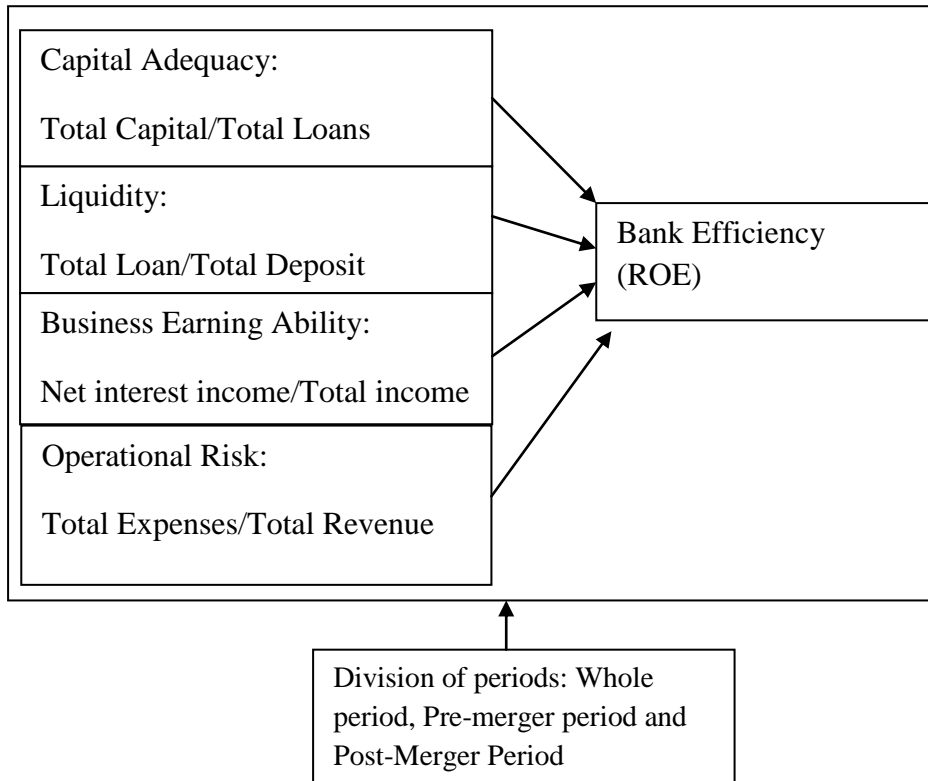 Capital Adequacy:
Total Capital/Total Loans
Liquidity:
Total Loan/Total Deposit
Business Earning Ability:
Net interest income/Total income
Operational Risk:
Total Expenses/Total Revenue
Bank Efficiency
(ROE)
Division of periods: Whole
period, Pre-merger period and
Post-Merger Period